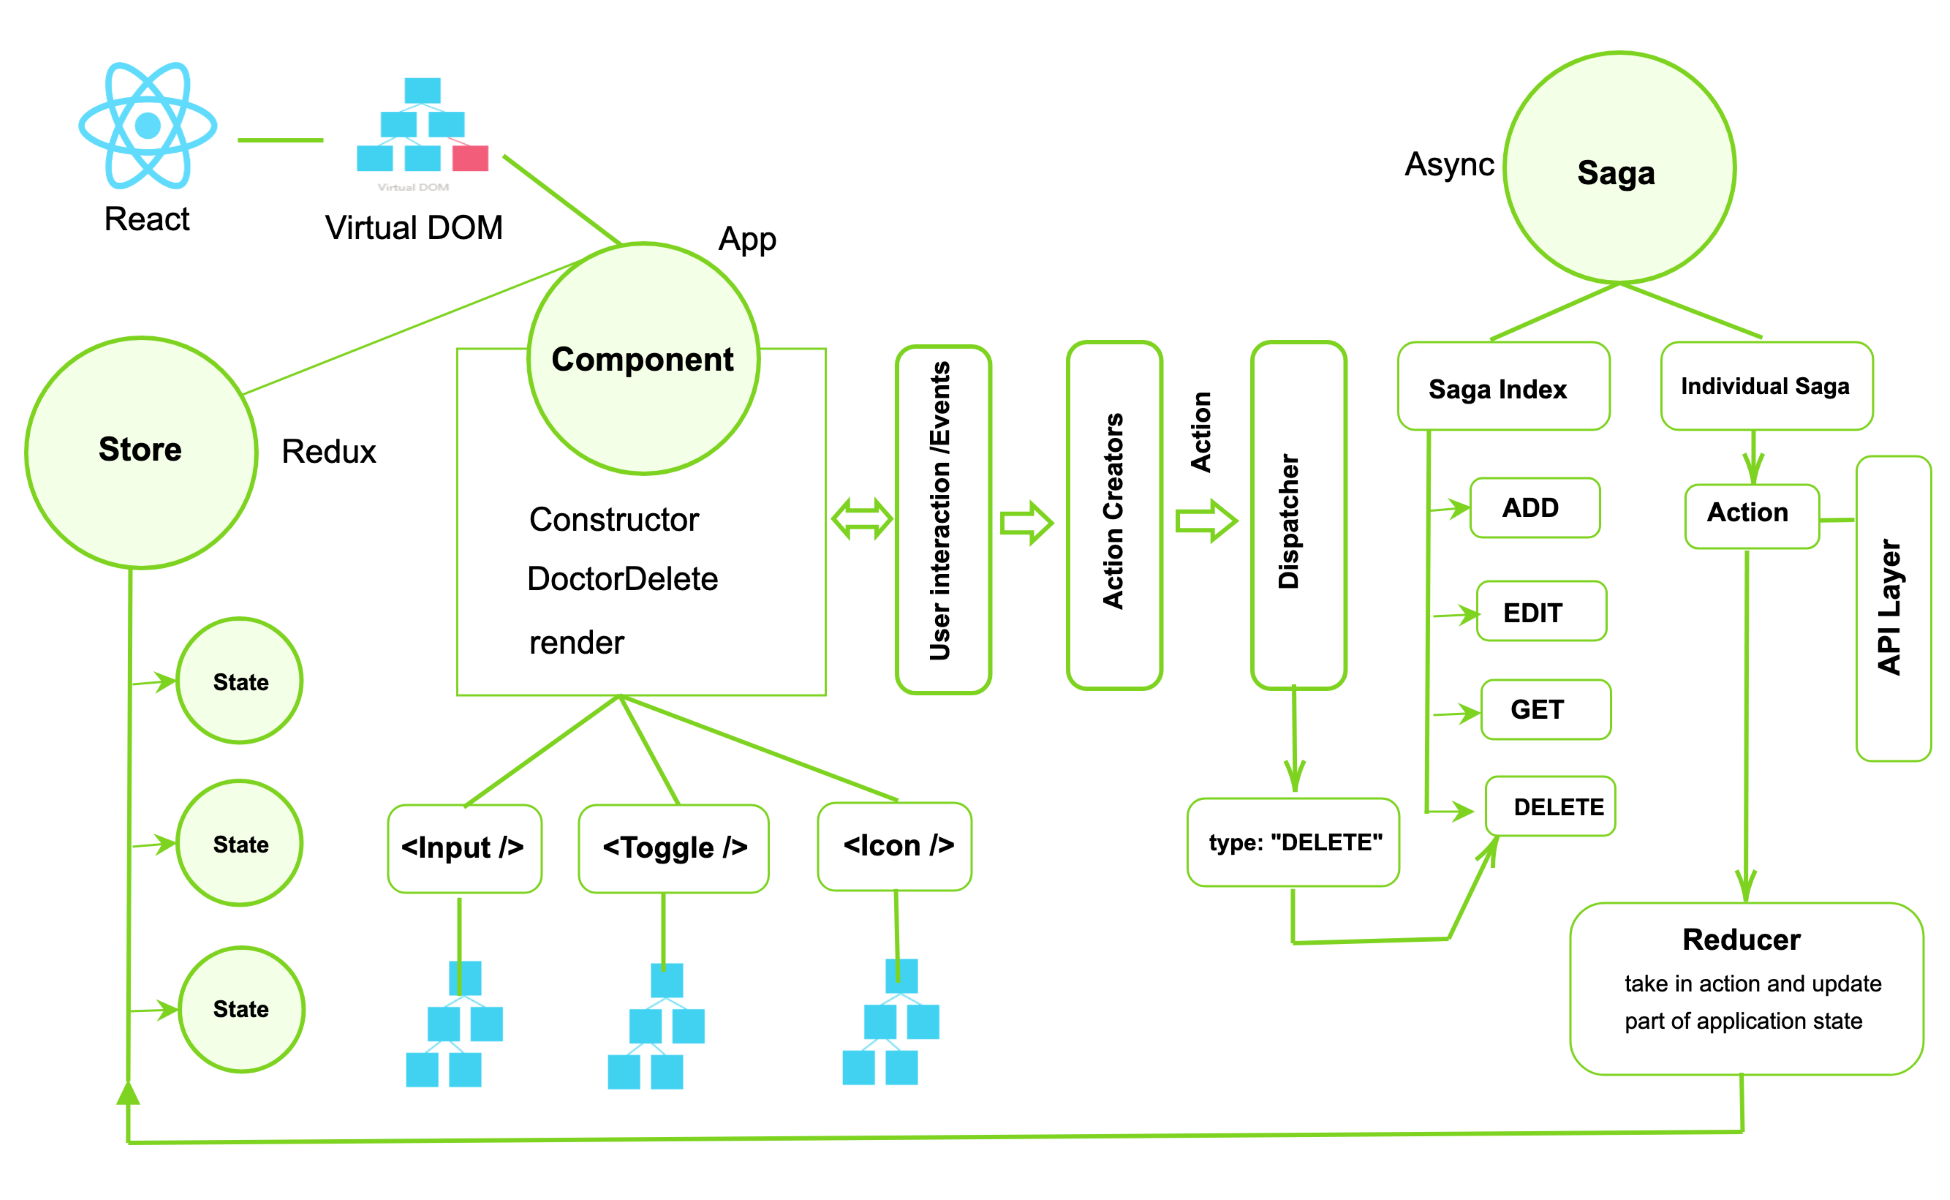 React
Virtual DOM
Virtual DOM
App
Async
Saga
Component
Store
Redux
Constructor
DoctorDelete
render
User interaction /Events
Action Creators
Action
Dispatcher
Saga Index
Individual Saga
ADD
EDIT
GET
DELETE
Action
API Layer
State
State
State
<Input />
<Toggle />
<Icon />
type: "DELETE"
Reducer
take in action and update
part of application state